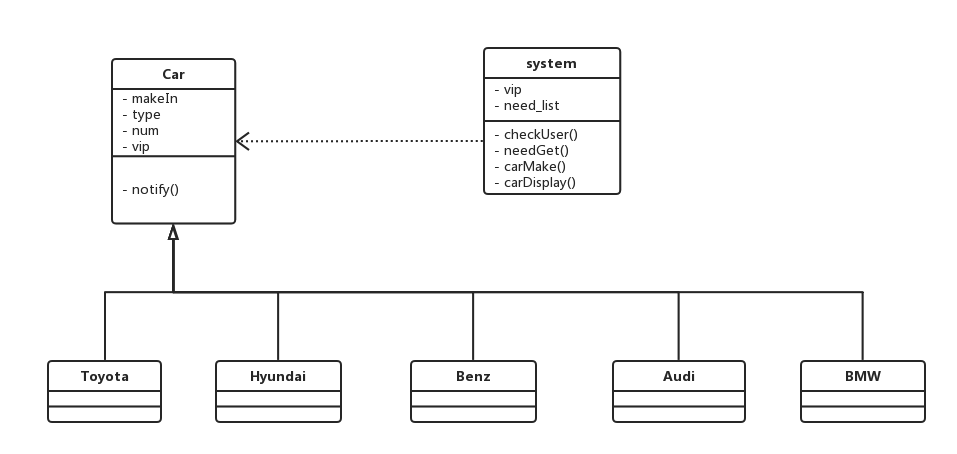 Car
- makeIn
- type
- num
- vip
- notify()
system
- vip
- need_list
- checkUser()
- needGet()
- carMake()
- carDisplay()
Toyota
Hyundai
Benz
Audi
BMW